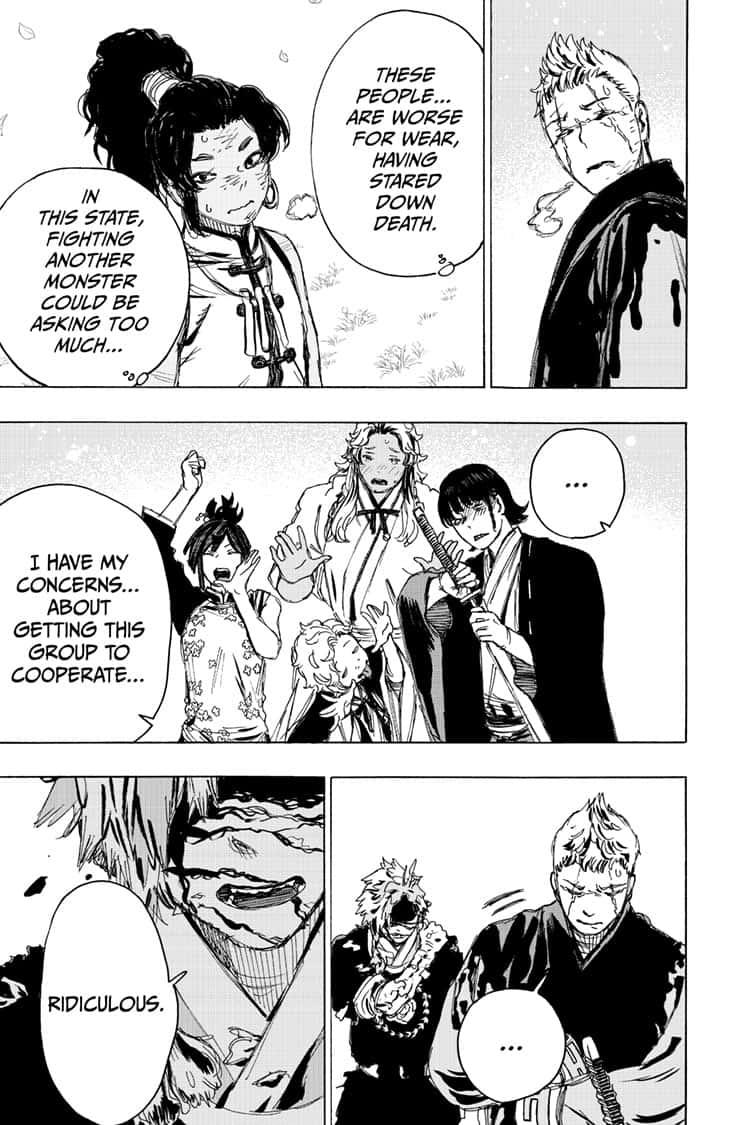 THESE
PEOPLE...
ARE WORSE
FOR WEAR,
HAVING
STARED
DOWN
DEATH.
IN
THIS STATE,
FIGHTING
ANOTHER
MONSTER
COULD BE
ASKING TOO
MUCH...
...
I HAVE MY
CONCERNS...
ABOUT
GETTING THIS
GROUP TO
COOPERATE...
...
RIDICULOUS.